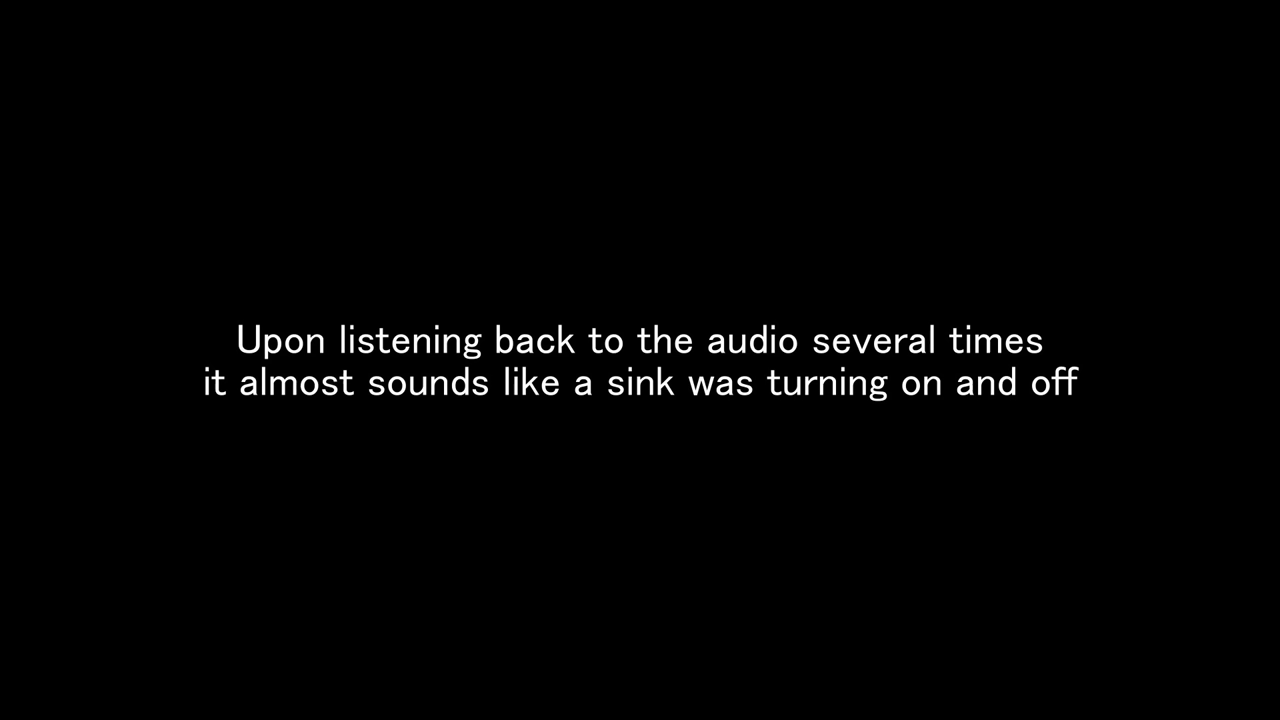 Upon listening back to the audio several times
it almost sounds like a sink was turning on and off